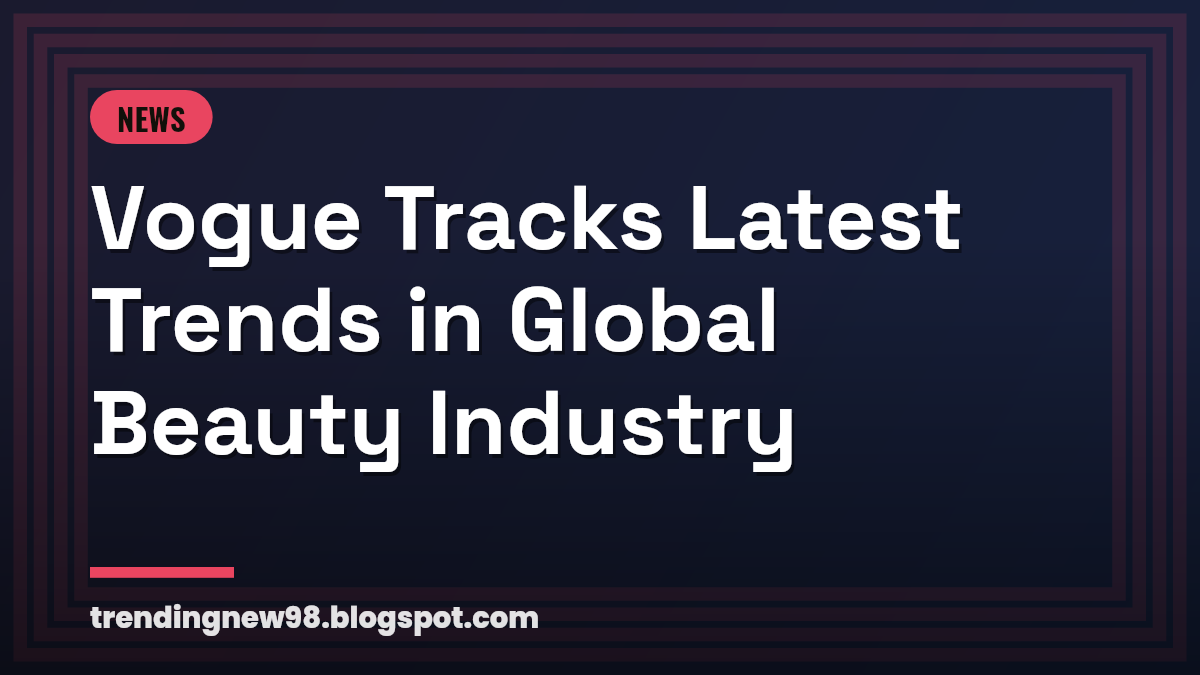 NEWS
Vogue Tracks Latest
Trends in Global
Beauty Industry
trendingnew98.blogspot.com